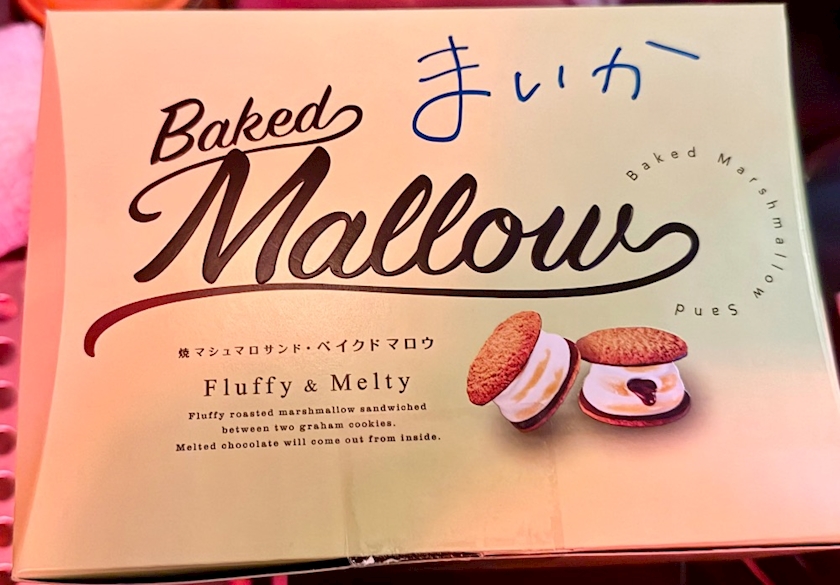 まいか
Baked
Mallow
Baked Marshmallow Sand
焼マシュマロサンド・ベイクドマロウ
Fluffy & Melty
Fluffy roasted marshmallow sandwiched
between two graham cookies.
Melted chocolate will come out from inside.